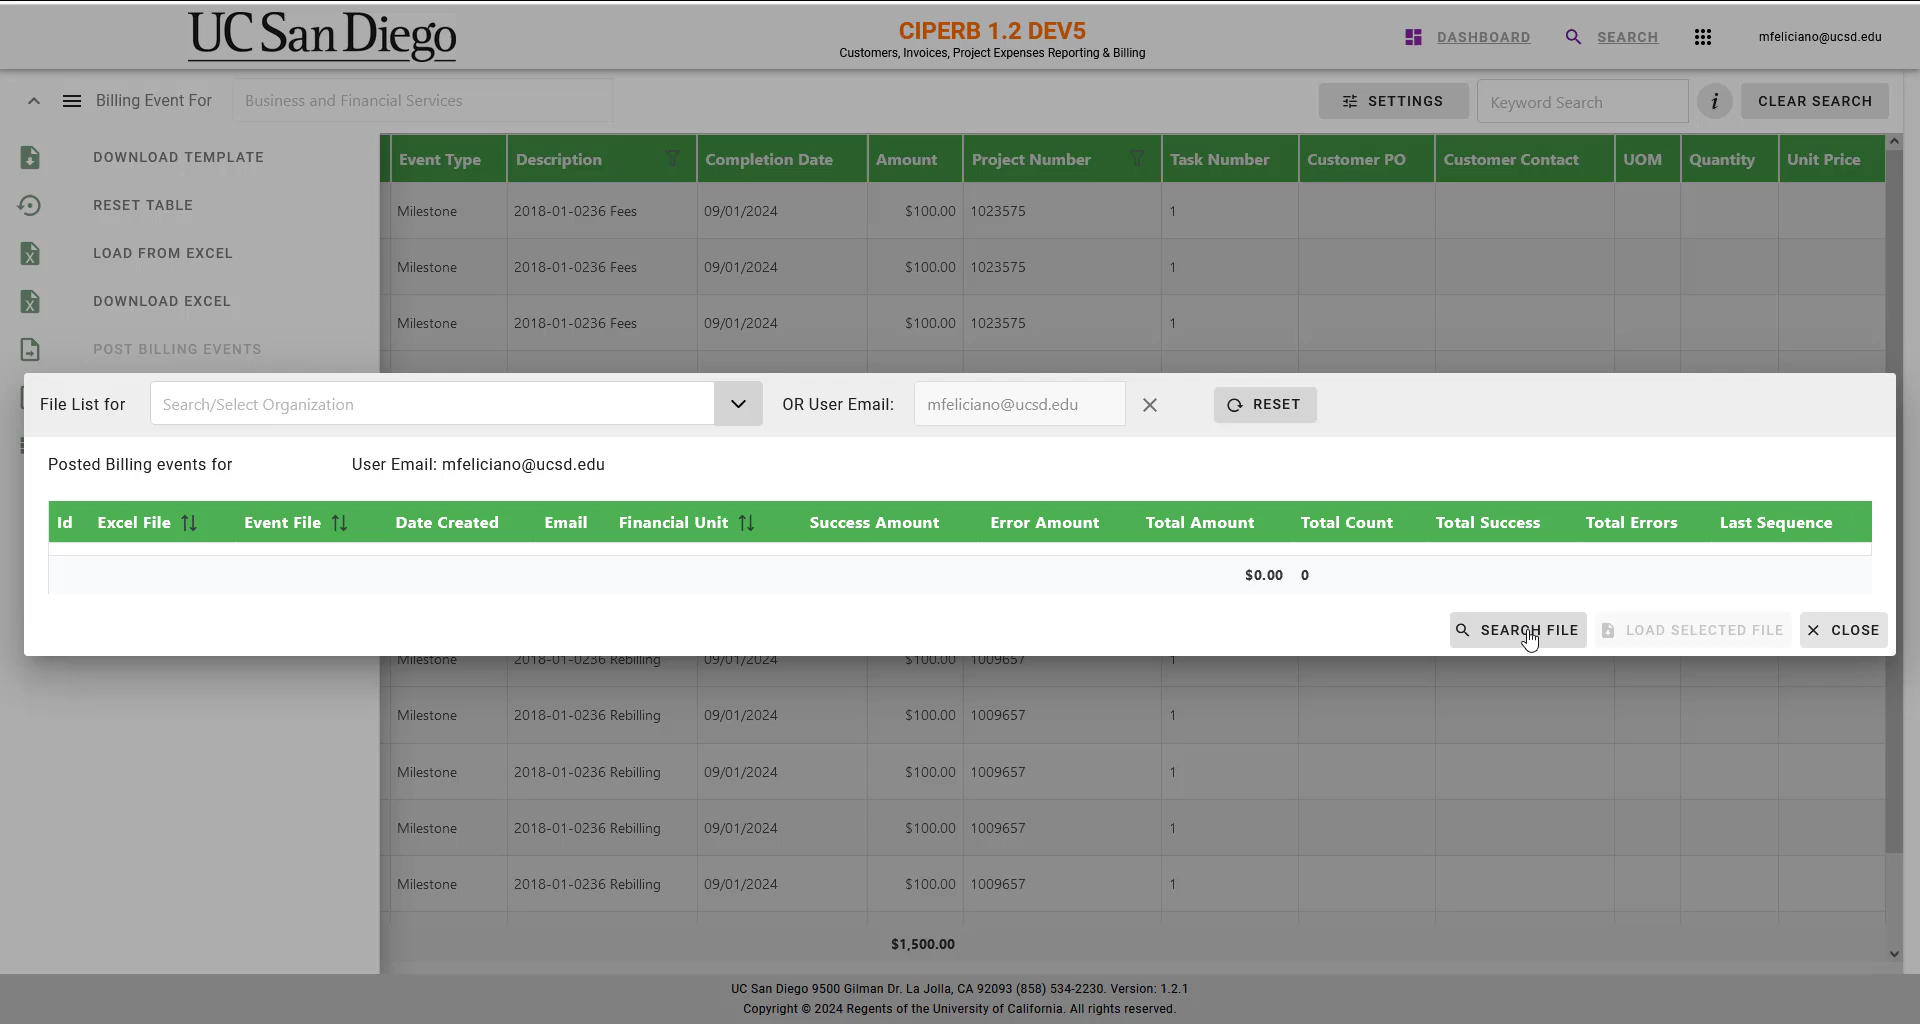 UC San Diego
CIPERB 1.2 DEV5
Customers, Invoices, Project Expenses Reporting & Billing
DASHBOARD
SEARCH
mfeliciano@ucsd.edu
Billing Event For
Business and Financial Services
SETTINGS
Keyword Search
i
CLEAR SEARCH
DOWNLOAD TEMPLATE
RESET TABLE
LOAD FROM EXCEL
DOWNLOAD EXCEL
POST BILLING EVENTS
Event Type Description Completion Date Amount Project Number Task Number Customer PO Customer Contact UOM Quantity Unit Price
Milestone 2018-01-0236 Fees 09/01/2024 $100.00 1023575 1
Milestone 2018-01-0236 Fees 09/01/2024 $100.00 1023575 1
Milestone 2018-01-0236 Fees 09/01/2024 $100.00 1023575 1
File List for
Search/Select Organization
OR User Email:
mfeliciano@ucsd.edu
RESET
Posted Billing events for
User Email: mfeliciano@ucsd.edu
Id Excel File Event File Date Created Email Financial Unit Success Amount Error Amount Total Amount Total Count Total Success Total Errors Last Sequence
$0.00 0
SEARCH FILE
LOAD SELECTED FILE
CLOSE
Milestone 2018-01-0236 Rebilling 09/01/2024 $100.00 1009657 1
Milestone 2018-01-0236 Rebilling 09/01/2024 $100.00 1009657 1
Milestone 2018-01-0236 Rebilling 09/01/2024 $100.00 1009657 1
Milestone 2018-01-0236 Rebilling 09/01/2024 $100.00 1009657 1
Milestone 2018-01-0236 Rebilling 09/01/2024 $100.00 1009657 1
$1,500.00
UC San Diego 9500 Gilman Dr. La Jolla, CA 92093 (858) 534-2230. Version: 1.2.1
Copyright © 2024 Regents of the University of California. All rights reserved.